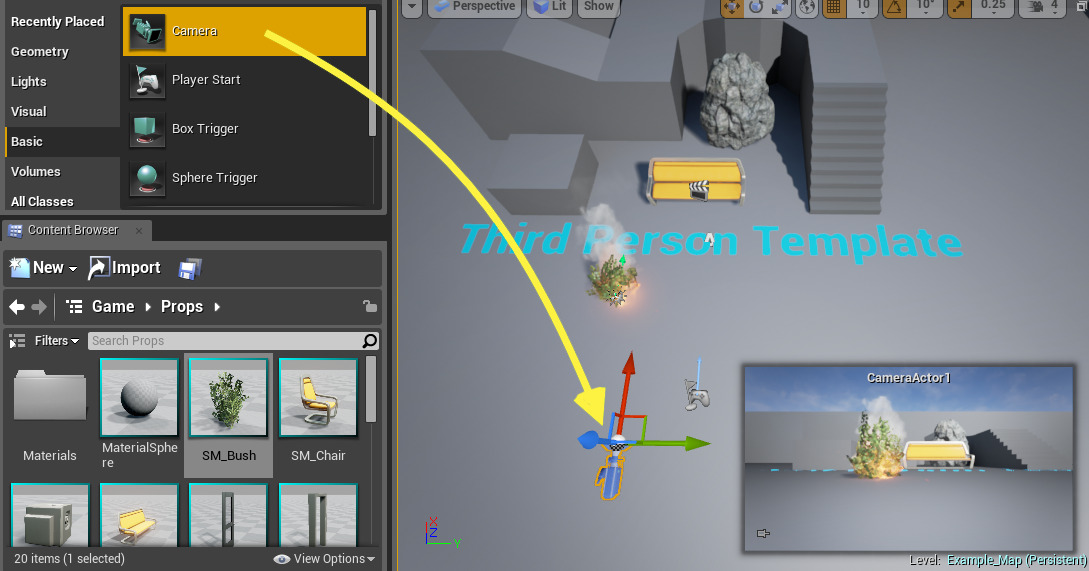 Recently Placed
Geometry
Lights
Visual
Basic
Volumes
All Classes
Camera
Player Start
Box Trigger
Sphere Trigger
Content Browser
New
Import
Game
Props
Filters
Search Props
Materials
MaterialSphe
re
SM_Bush
SM_Chair
20 items (1 selected)
View Options
Perspective
Lit
Show
10
10°
0.25
4
Third Person Template
CameraActor1
X
Z
Y
Level: Example_Map (Persistent)